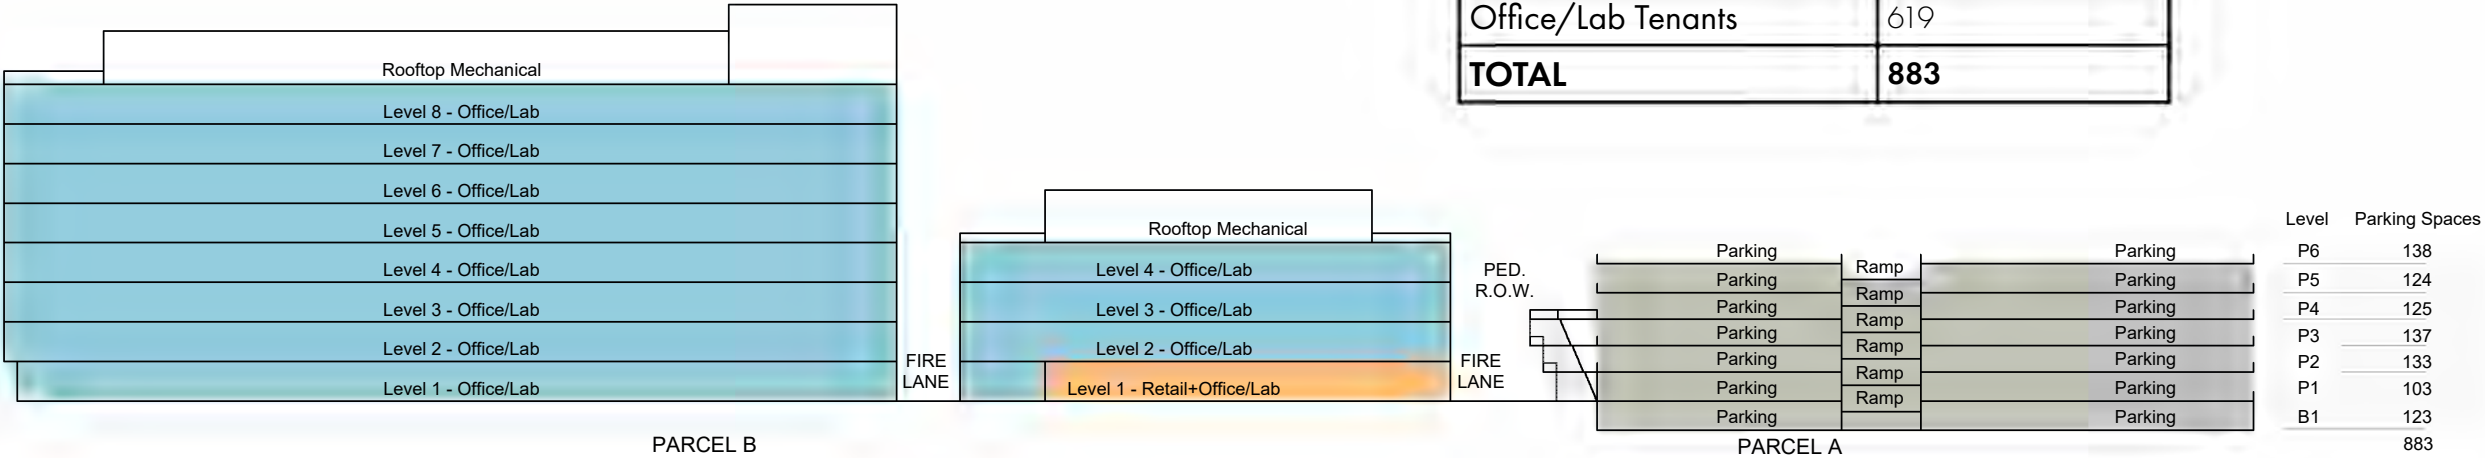 Office/Lab Tenants 619
TOTAL 883
Rooftop Mechanical
Level 8 - Office/Lab
Level 7 - Office/Lab
Level 6 - Office/Lab
Level 5 - Office/Lab
Level 4 - Office/Lab
Level 3 - Office/Lab
Level 2 - Office/Lab
Level 1 - Office/Lab
FIRE
LANE
PARCEL B
Rooftop Mechanical
Level 4 - Office/Lab
Level 3 - Office/Lab
Level 2 - Office/Lab
Level 1 - Retail+Office/Lab
FIRE
LANE
PED.
R.O.W.
Parking Parking
Ramp
Parking Parking
Ramp
Parking Parking
Ramp
Parking Parking
Ramp
Parking Parking
Ramp
Parking Parking
Ramp
Parking Parking
PARCEL A
Level Parking Spaces
P6 138
P5 124
P4 125
P3 137
P2 133
P1 103
B1 123
883